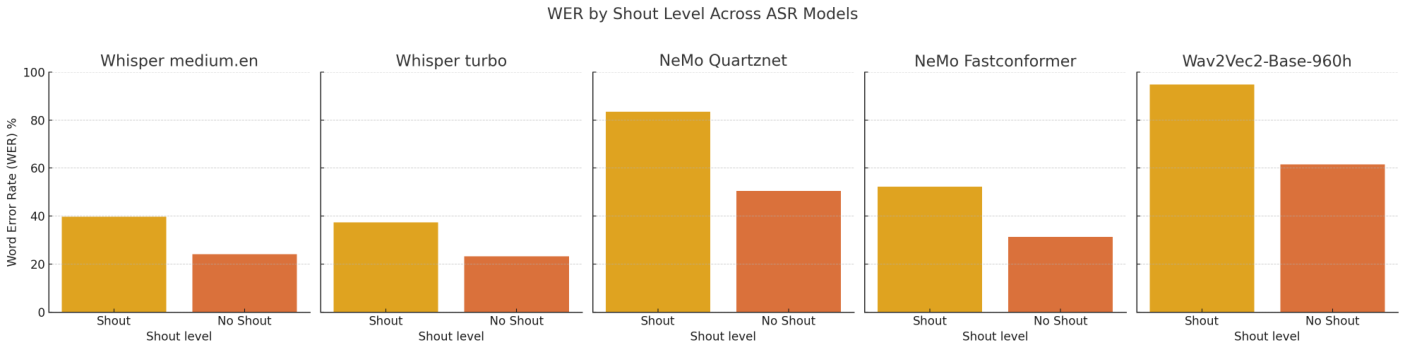 WER by Shout Level Across ASR Models
Whisper medium.en
Whisper turbo
NeMo Quartznet
NeMo Fastconformer
Wav2Vec2-Base-960h
Word Error Rate (WER) %
100
80
60
40
20
0
Shout No Shout
Shout level
Shout No Shout
Shout level
Shout No Shout
Shout level
Shout No Shout
Shout level
Shout No Shout
Shout level